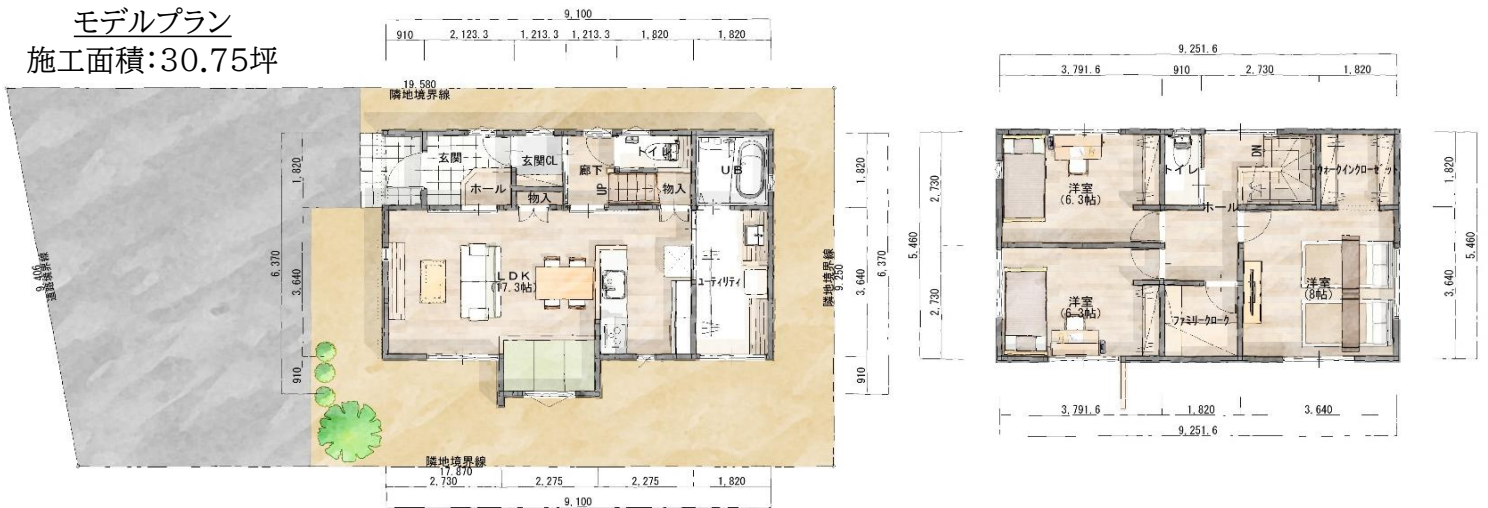 モデルプラン
施工面積：30.75坪
9,100
910
2,123.3
1,213.3
1,213.3
1,820
1,820
19.580
隣地境界線
玄関
玄関CL
廊下
トイレ
UB
ホール
物入
UP
物入
LDK
(17.3帖)
ユーティリティ
1,820
6,370
3,640
910
1,820
3,640
6,370
910
9.406
道路境界線
9.250
隣地境界線
隣地境界線
17.870
2,730
2,275
2,275
1,820
9,100
9,251.6
3,791.6
910
2,730
1,820
2,730
5,460
2,730
洋室
(6.3帖)
トイレ
DN
ウォークインクローゼット
ホール
洋室
(6.3帖)
ファミリークローク
洋室
(8帖)
1,820
5,460
3,640
3,791.6
1,820
3,640
9,251.6